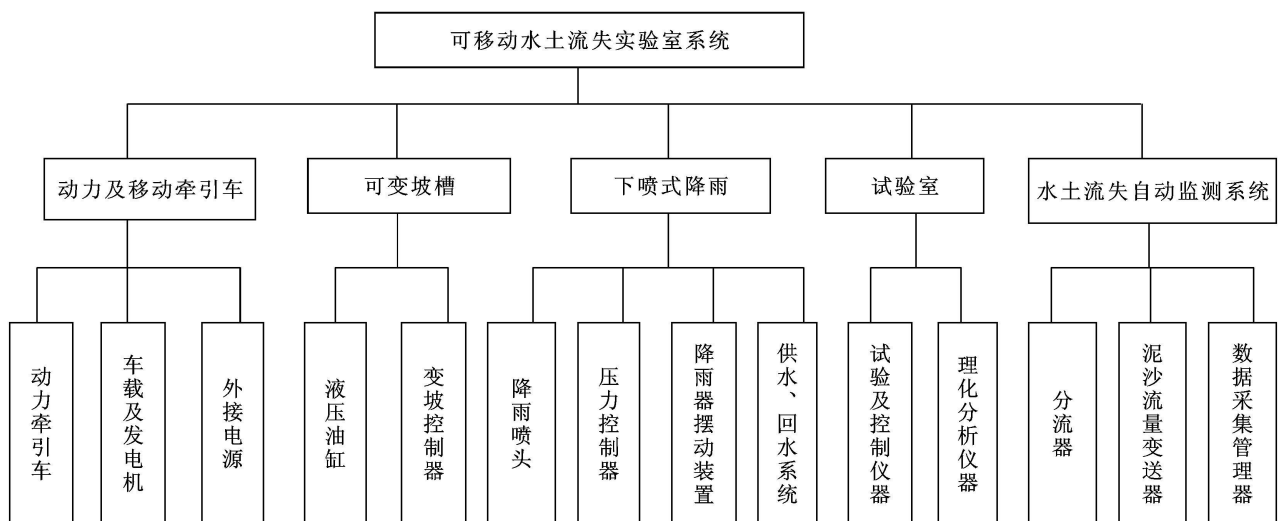 可移动水土流失实验室系统
动力及移动牵引车
可变坡槽
下喷式降雨
试验室
水土流失自动监测系统
动力牵引车
车载及发电机
外接电源
液压油缸
变坡控制器
降雨喷头
压力控制器
降雨器摆动装置
供水、回水系统
试验及控制仪器
理化分析仪器
分流器
泥沙流量变送器
数据采集管理器